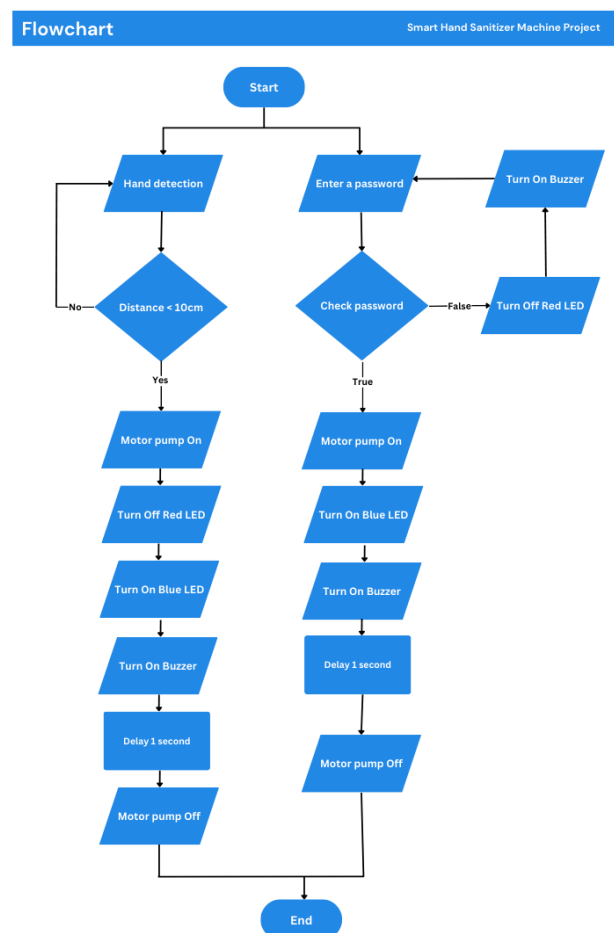 Flowchart
Smart Hand Sanitizer Machine Project
Start
Hand detection
Enter a password
Turn On Buzzer
No
Distance < 10cm
Check password
False
Turn Off Red LED
Yes
True
Motor pump On
Motor pump On
Turn Off Red LED
Turn On Blue LED
Turn On Blue LED
Turn On Buzzer
Turn On Buzzer
Delay 1 second
Delay 1 second
Motor pump Off
Motor pump Off
End